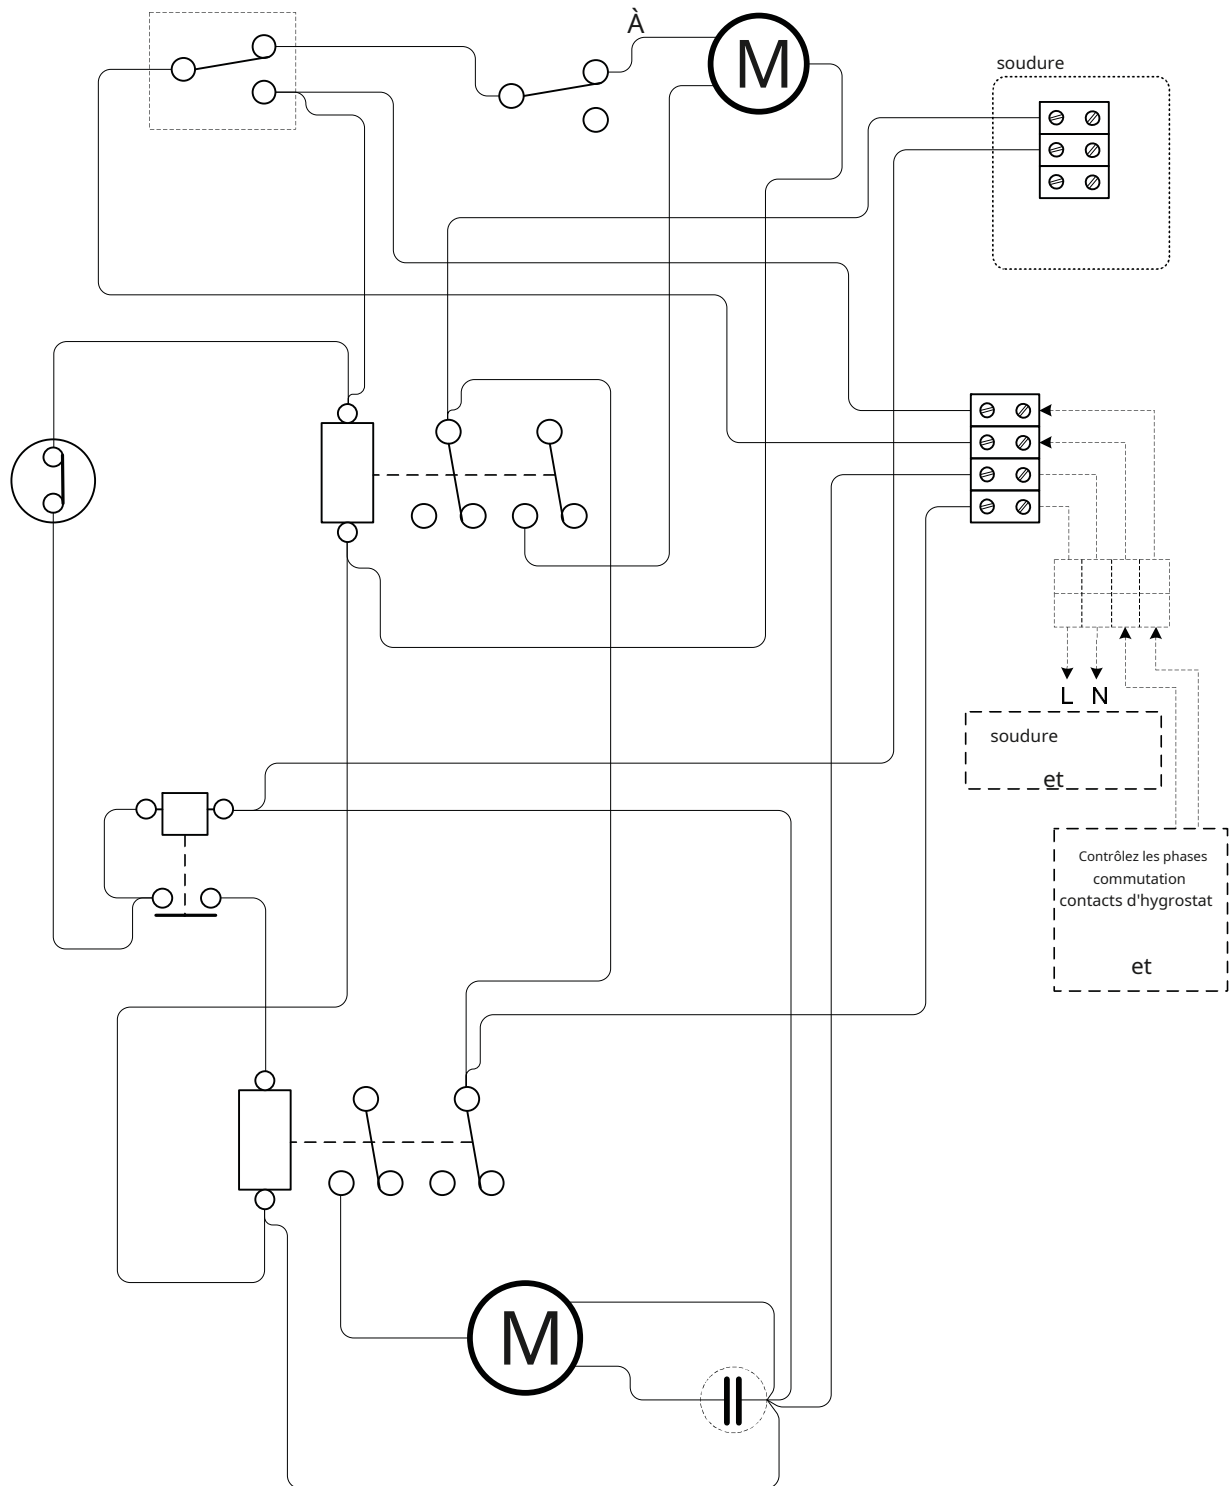 À
M
soudure
L N
soudure
et
Contrôlez les phases
commutation
contacts d'hygrostat
et
M